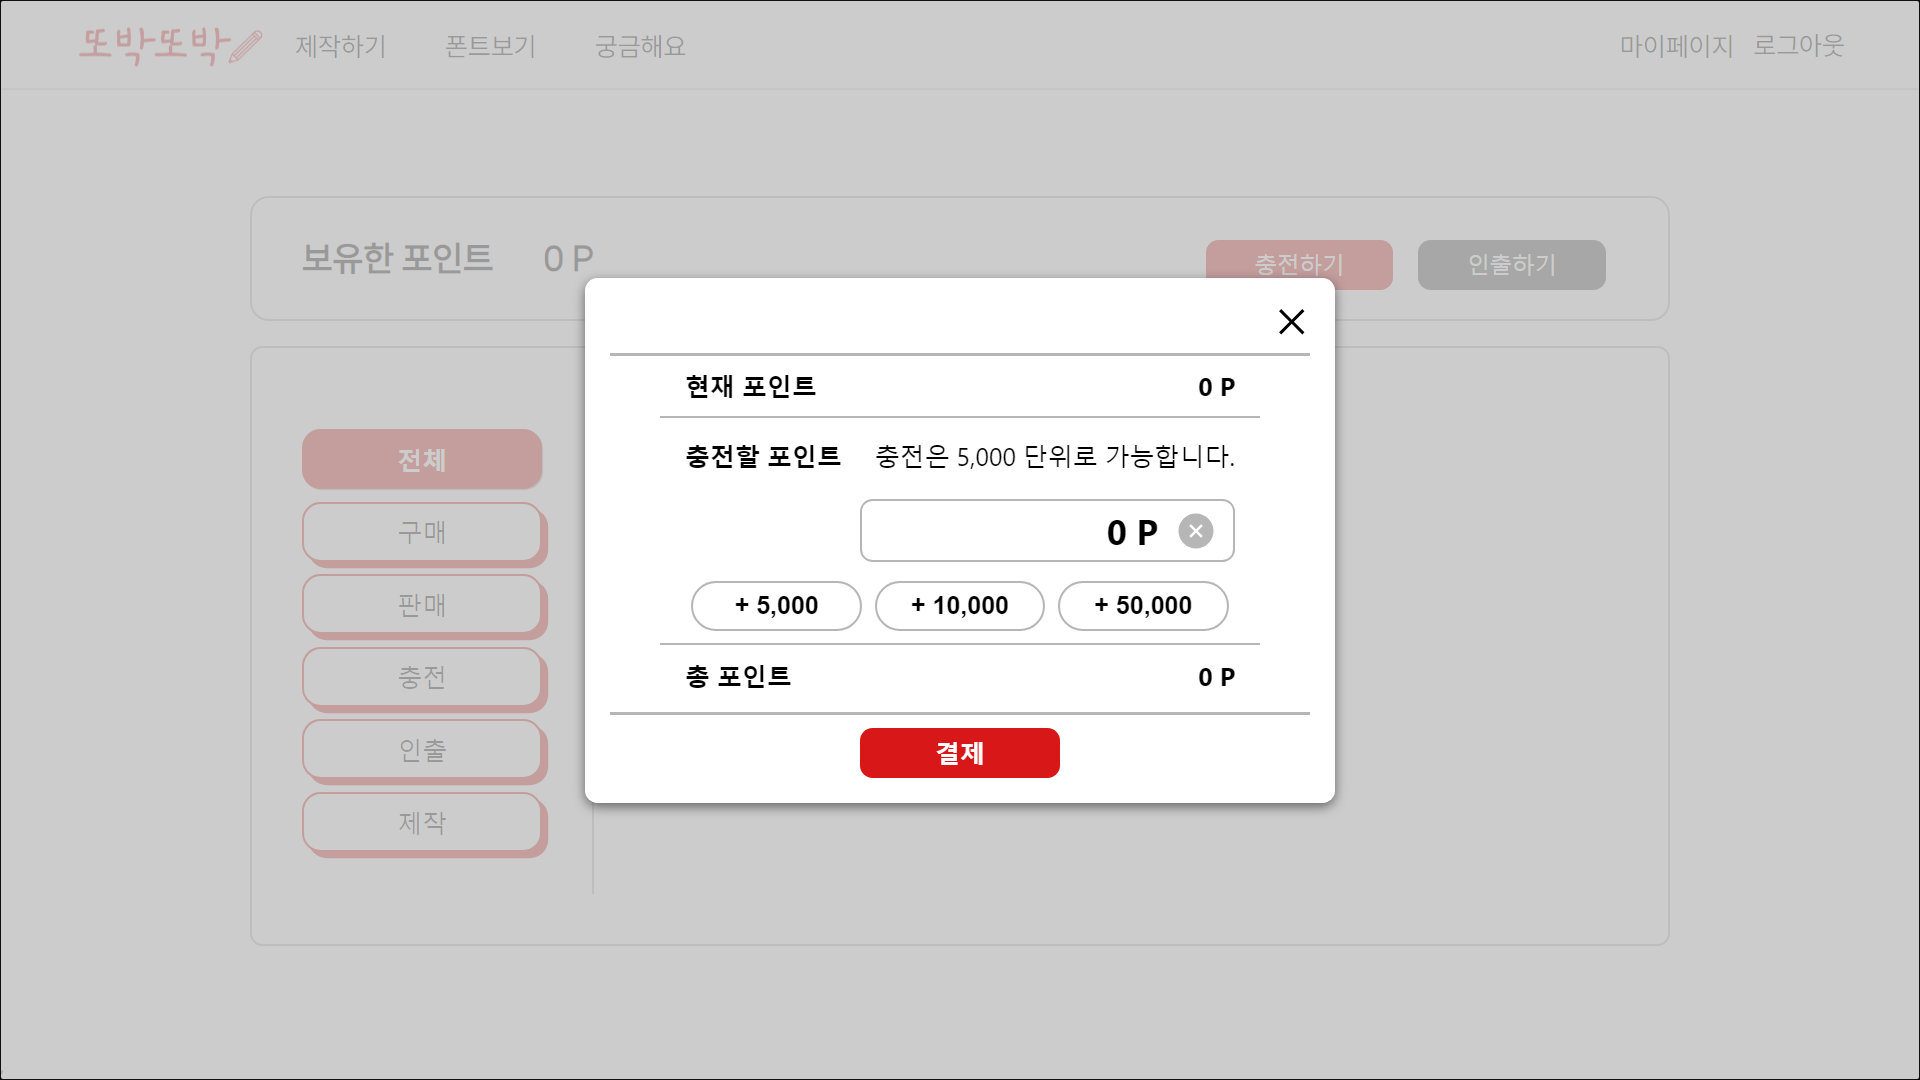 또박또박 제작하기 폰트보기 궁금해요 마이페이지 로그아웃
보유한 포인트 0 P 충전하기 인출하기
현재 포인트 0 P
충전할 포인트 충전은 5,000 단위로 가능합니다.
0 P
+ 5,000 + 10,000 + 50,000
총 포인트 0 P
결제
전체
구매
판매
충전
인출
제작